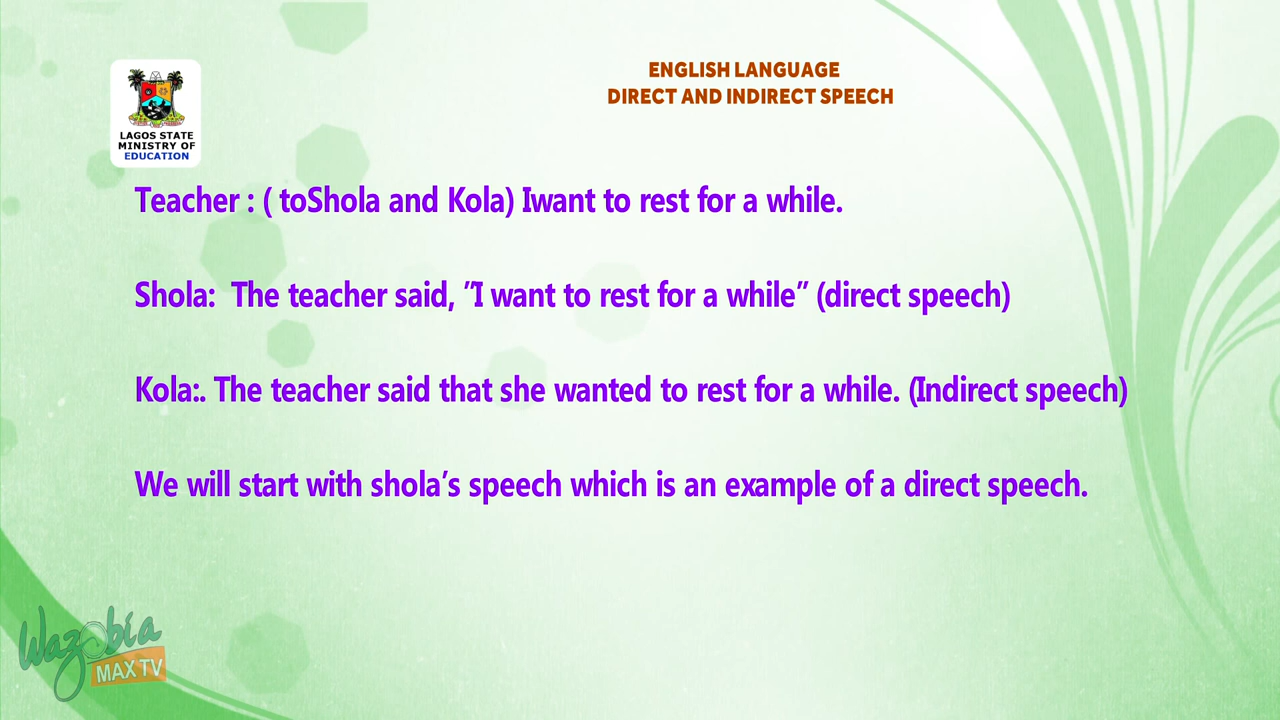 ENGLISH LANGUAGE
DIRECT AND INDIRECT SPEECH
LAGOS STATE
MINISTRY OF
EDUCATION
Teacher : ( toShola and Kola) Iwant to rest for a while.
Shola:  The teacher said, ”I want to rest for a while” (direct speech)
Kola:. The teacher said that she wanted to rest for a while. (Indirect speech)
We will start with shola’s speech which is an example of a direct speech.
Wazobia
MAX TV